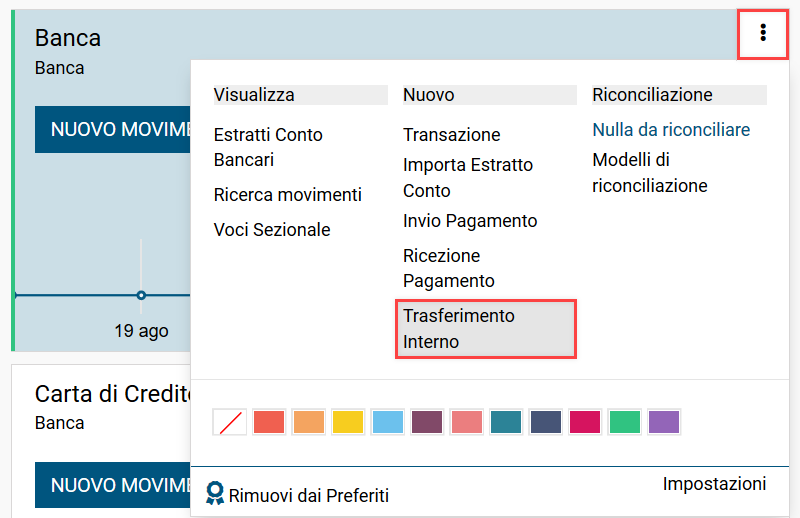 Banca
Banca
NUOVO MOVIME
19 ago
Visualizza
Estratti Conto
Bancari
Ricerca movimenti
Voci Sezionale
Nuovo
Transazione
Importa Estratto
Conto
Invio Pagamento
Ricezione
Pagamento
Trasferimento
Interno
Riconciliazione
Nulla da riconciliare
Modelli di
riconciliazione
Rimuovi dai Preferiti
Impostazioni
Carta di Credito
Banca
NUOVO MOVIME